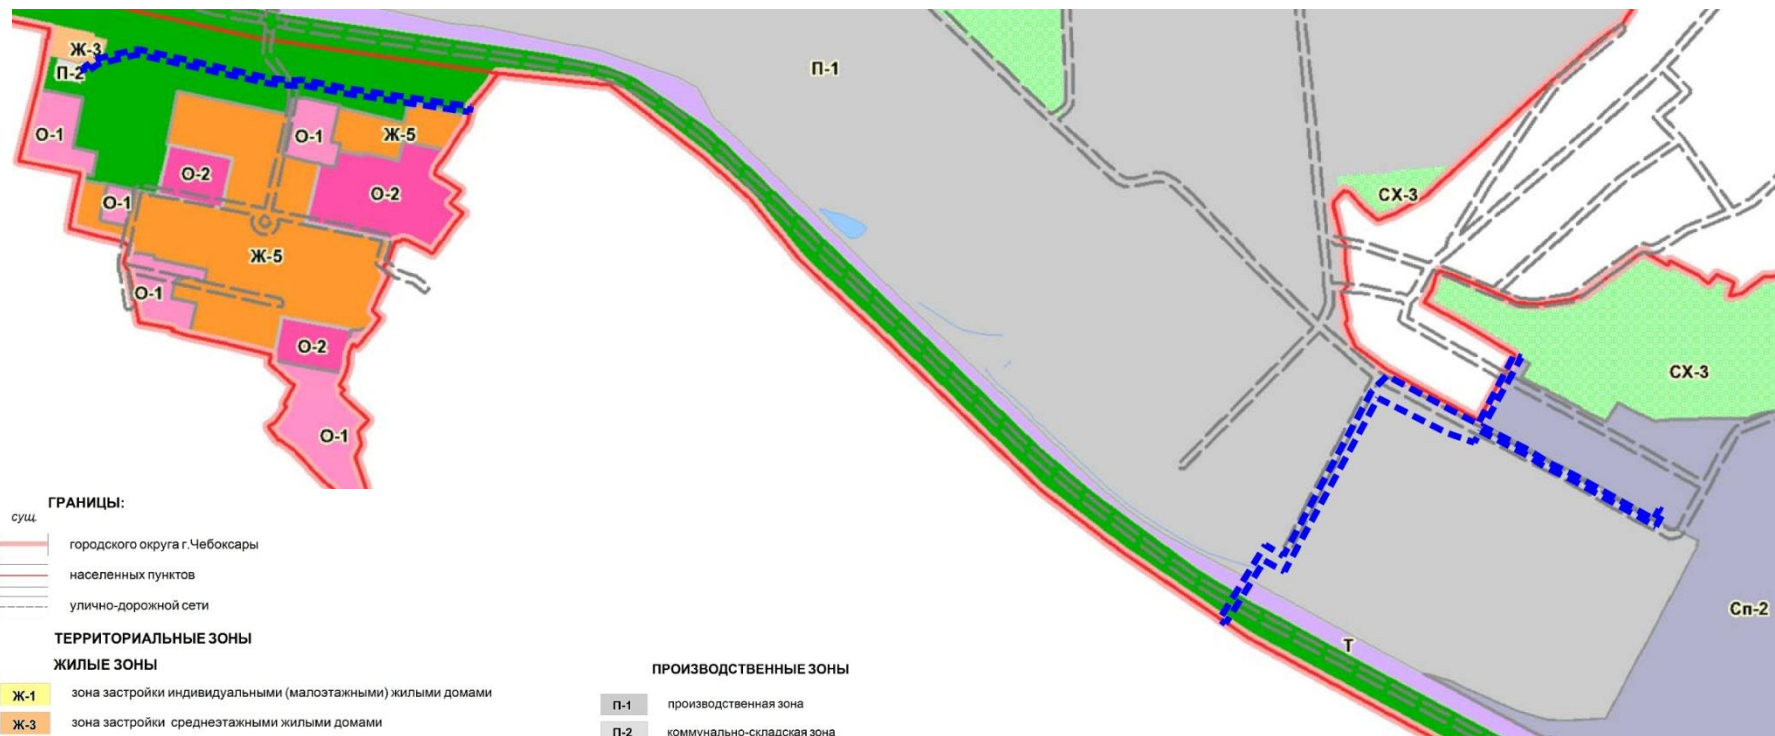 Ж-3
П-2
П-1
О-1
О-1
Ж-5
О-2
О-2
СХ-3
О-1
Ж-5
О-1
О-2
СХ-3
О-1
Сп-2
Т
ГРАНИЦЫ:
сущ.
городского округа г.Чебоксары
населенных пунктов
улично-дорожной сети
ТЕРРИТОРИАЛЬНЫЕ ЗОНЫ
ЖИЛЫЕ ЗОНЫ
Ж-1 зона застройки индивидуальными (малоэтажными) жилыми домами
Ж-3 зона застройки среднеэтажными жилыми домами
ПРОИЗВОДСТВЕННЫЕ ЗОНЫ
П-1 производственная зона
П-2 коммунально-складская зона